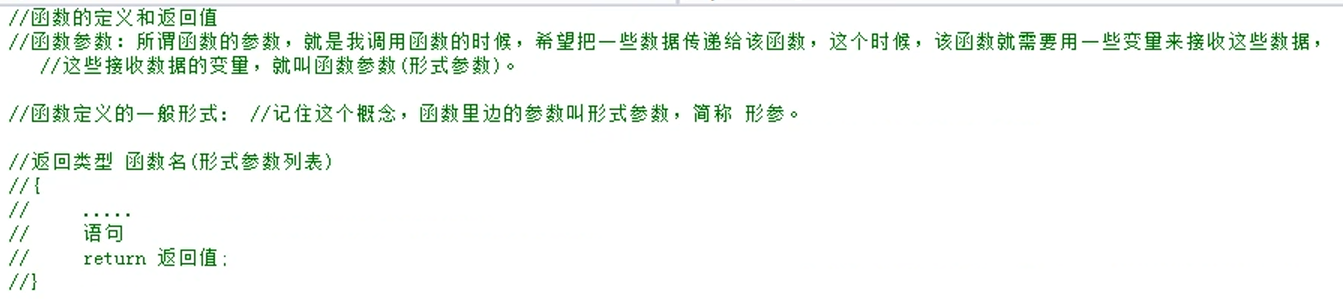 //函数的定义和返回值
//函数参数：所谓函数的参数，就是我调用函数的时候，希望把一些数据传递给该函数，这个时候，该函数就需要用一些变量来接收这些数据，
//这些接收数据的变量，就叫函数参数(形式参数)。
//函数定义的一般形式： //记住这个概念，函数里边的参数叫形式参数，简称 形参。
//返回类型 函数名(形式参数列表)
//{
// .....
// 语句
// return 返回值;
//}